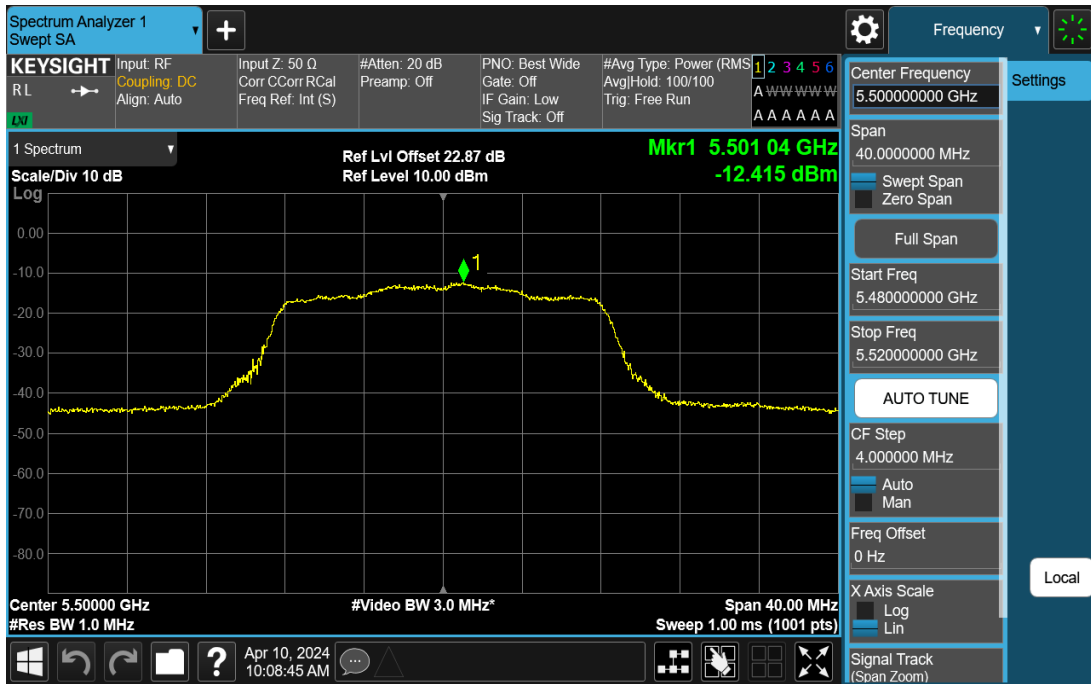 Spectrum Analyzer 1
Swept SA
+
Frequency
KEYSIGHT
R L
LXI
Input: RF
Coupling: DC
Align: Auto
Input Z: 50 Ω
Corr CCorr RCal
Freq Ref: Int (S)
#Atten: 20 dB
Preamp: Off
PNO: Best Wide
Gate: Off
IF Gain: Low
Sig Track: Off
#Avg Type: Power (RMS
Avg|Hold: 100/100
Trig: Free Run
1 2 3 4 5 6
A W W W W W
A A A A A A
1 Spectrum
Scale/Div 10 dB
Log
Ref Lvl Offset 22.87 dB
Ref Level 10.00 dBm
Mkr1 5.501 04 GHz
-12.415 dBm
1
0.00
-10.0
-20.0
-30.0
-40.0
-50.0
-60.0
-70.0
-80.0
Center 5.50000 GHz
#Res BW 1.0 MHz
#Video BW 3.0 MHz*
Span 40.00 MHz
Sweep 1.00 ms (1001 pts)
?
Apr 10, 2024
10:08:45 AM
Center Frequency
5.500000000 GHz
Span
40.0000000 MHz
Swept Span
Zero Span
Full Span
Start Freq
5.480000000 GHz
Stop Freq
5.520000000 GHz
AUTO TUNE
CF Step
4.000000 MHz
Auto
Man
Freq Offset
0 Hz
X Axis Scale
Log
Lin
Signal Track
(Span Zoom)
Settings
Local